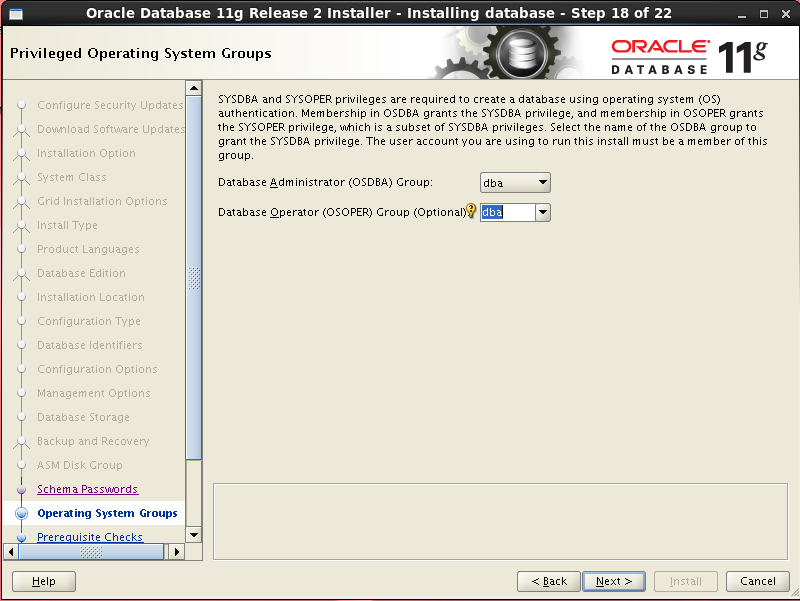 Oracle Database 11g Release 2 Installer - Installing database - Step 18 of 22
Privileged Operating System Groups
ORACLE
DATABASE
11g
Configure Security Updates
Download Software Updates
Installation Option
System Class
Grid Installation Options
Install Type
Product Languages
Database Edition
Installation Location
Configuration Type
Database Identifiers
Configuration Options
Management Options
Database Storage
Backup and Recovery
ASM Disk Group
Schema Passwords
Operating System Groups
Prerequisite Checks
SYSDBA and SYSOPER privileges are required to create a database using operating system (OS)
authentication. Membership in OSDBA grants the SYSDBA privilege, and membership in OSOPER grants
the SYSOPER privilege, which is a subset of SYSDBA privileges. Select the name of the OSDBA group to
grant the SYSDBA privilege. The user account you are using to run this install must be a member of this
group.
Database Administrator (OSDBA) Group: dba
Database Operator (OSOPER) Group (Optional) dba
Help
< Back
Next >
Install
Cancel